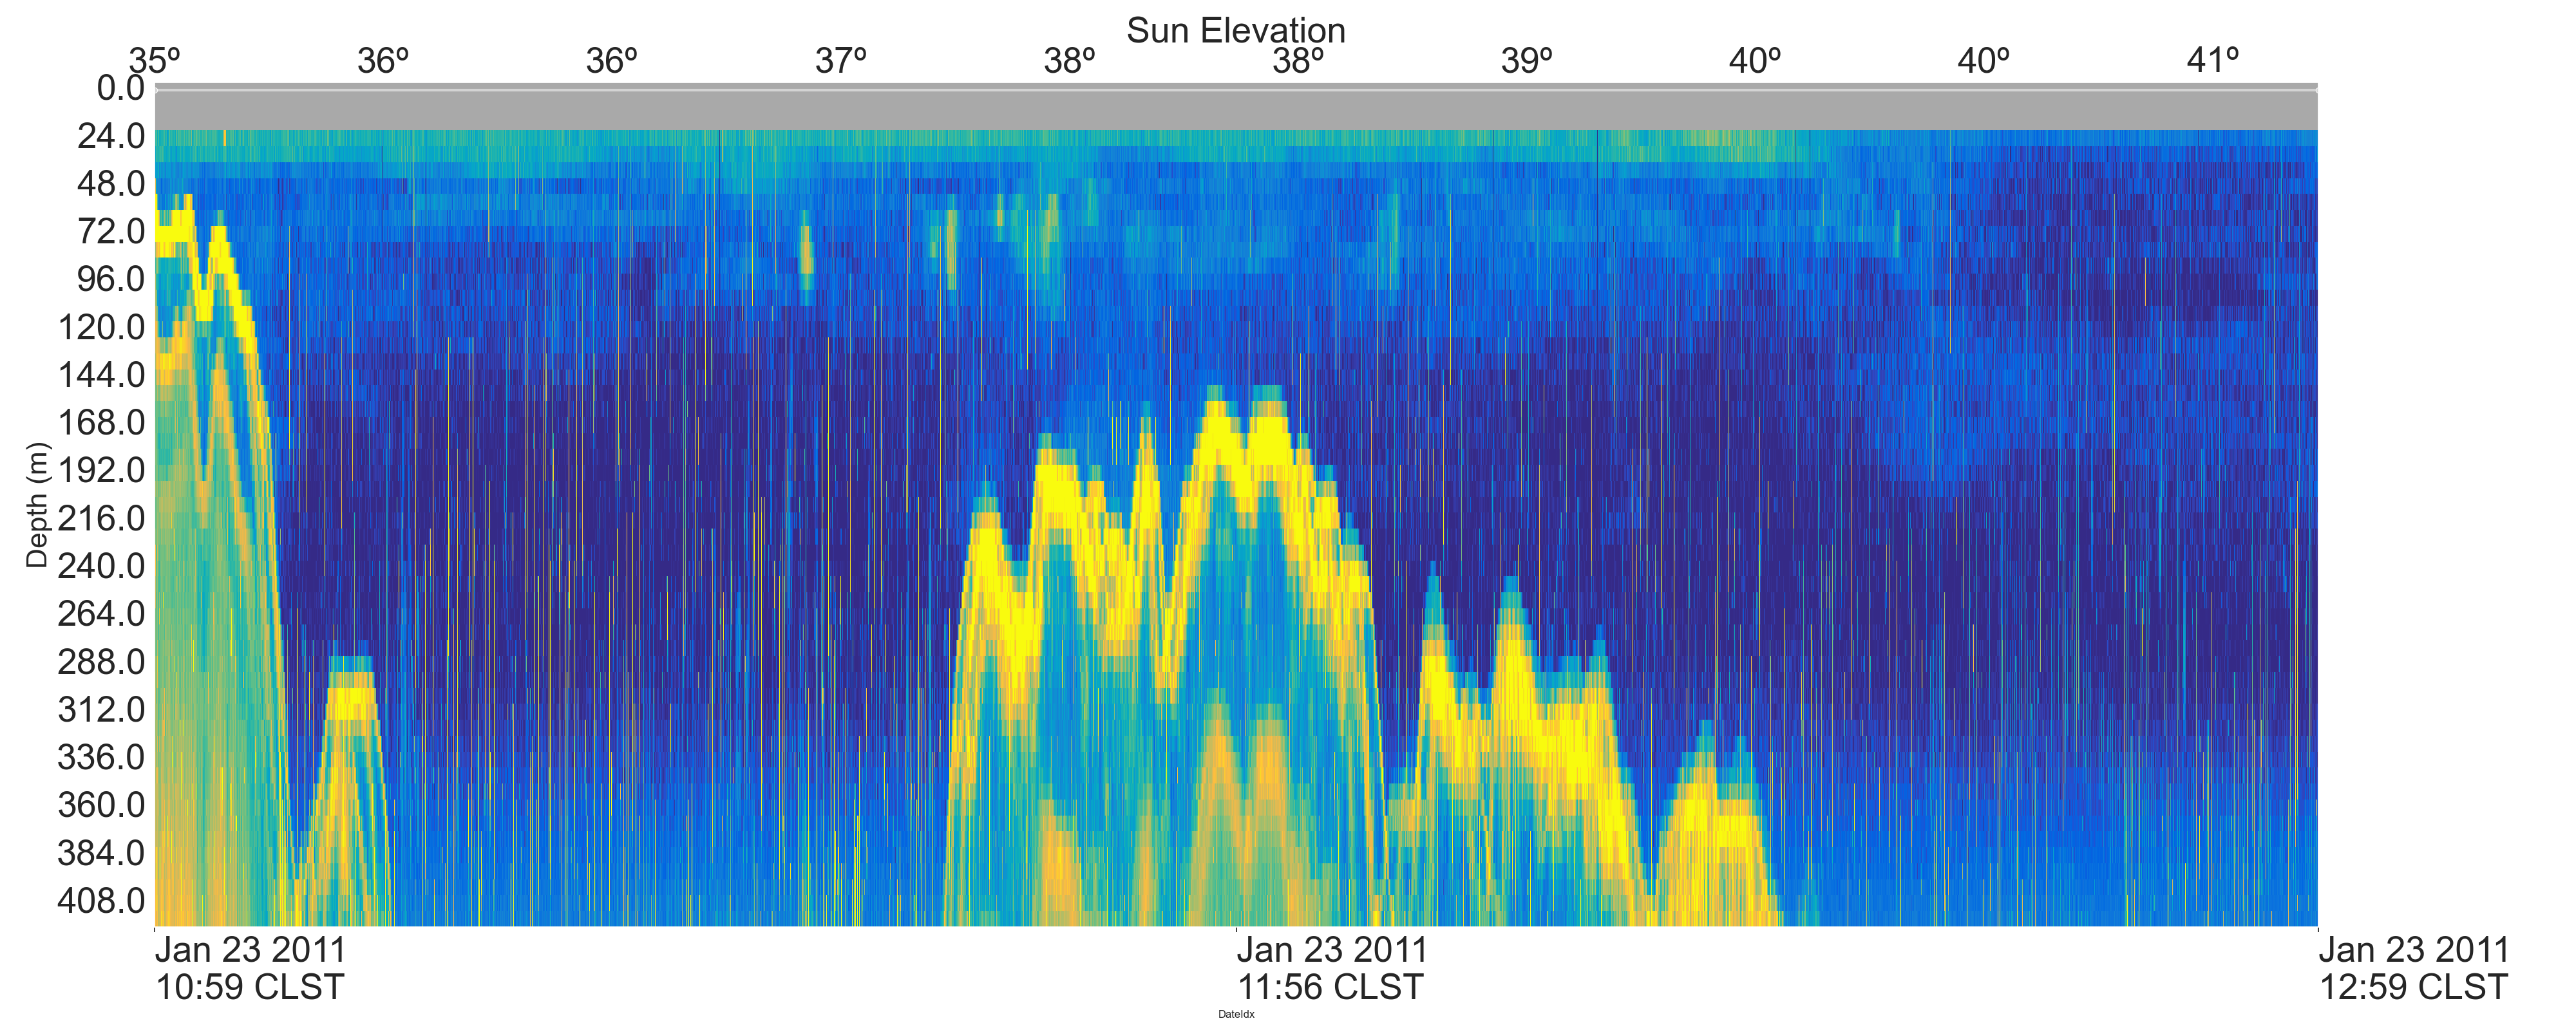 Sun Elevation
35º 36º 36º 37º 38º 38º 39º 40º 40º 41º
0.0
24.0
48.0
72.0
96.0
120.0
144.0
168.0
192.0
216.0
240.0
264.0
288.0
312.0
336.0
360.0
384.0
408.0
Depth (m)
Jan 23 2011
10:59 CLST
Jan 23 2011
11:56 CLST
Jan 23 2011
12:59 CLST
DateIdx